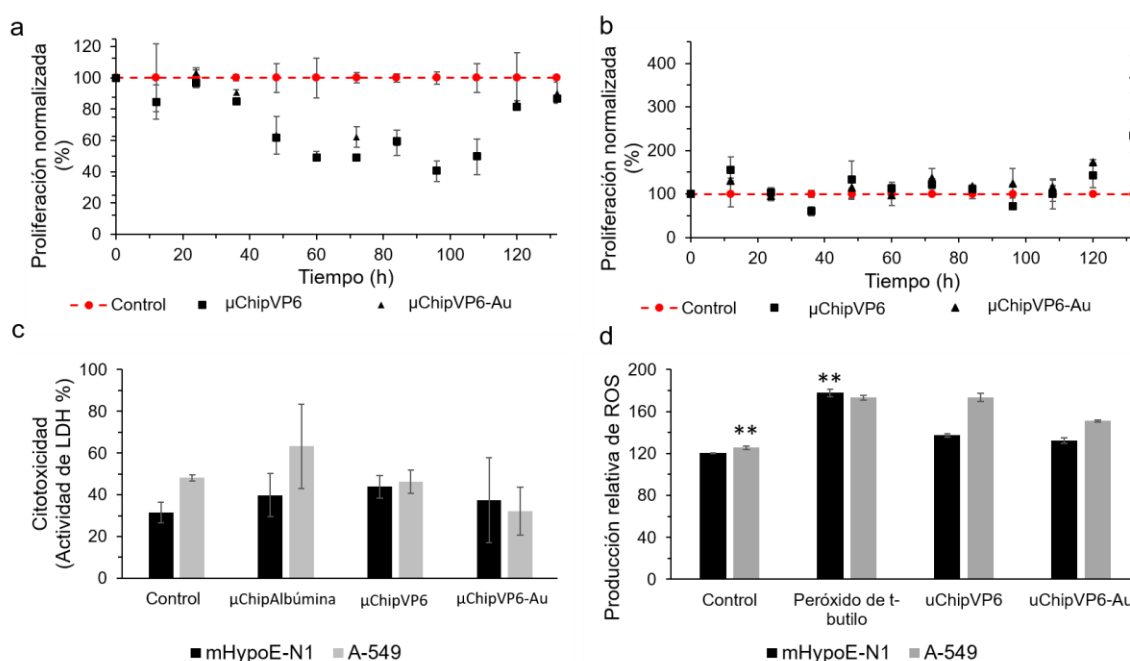 a
Proliferación normalizada
(%)
120
100
80
60
40
20
0
0 20 40 60 80 100 120
Tiempo (h)
Control µChipVP6 µChipVP6-Au
b
Proliferación normalizada
(%)
400
300
200
100
0
0 20 40 60 80 100 120
Tiempo (h)
Control µChipVP6 µChipVP6-Au
c
Citotoxicidad
(Actividad de LDH %)
100
80
60
40
20
0
Control µChipAlbúmina µChipVP6 µChipVP6-Au
mHypoE-N1 A-549
d
Producción relativa de ROS
200
160
120
80
40
0
** **
Control Peróxido de t-
butilo uChipVP6 uChipVP6-Au
mHypoE-N1 A-549